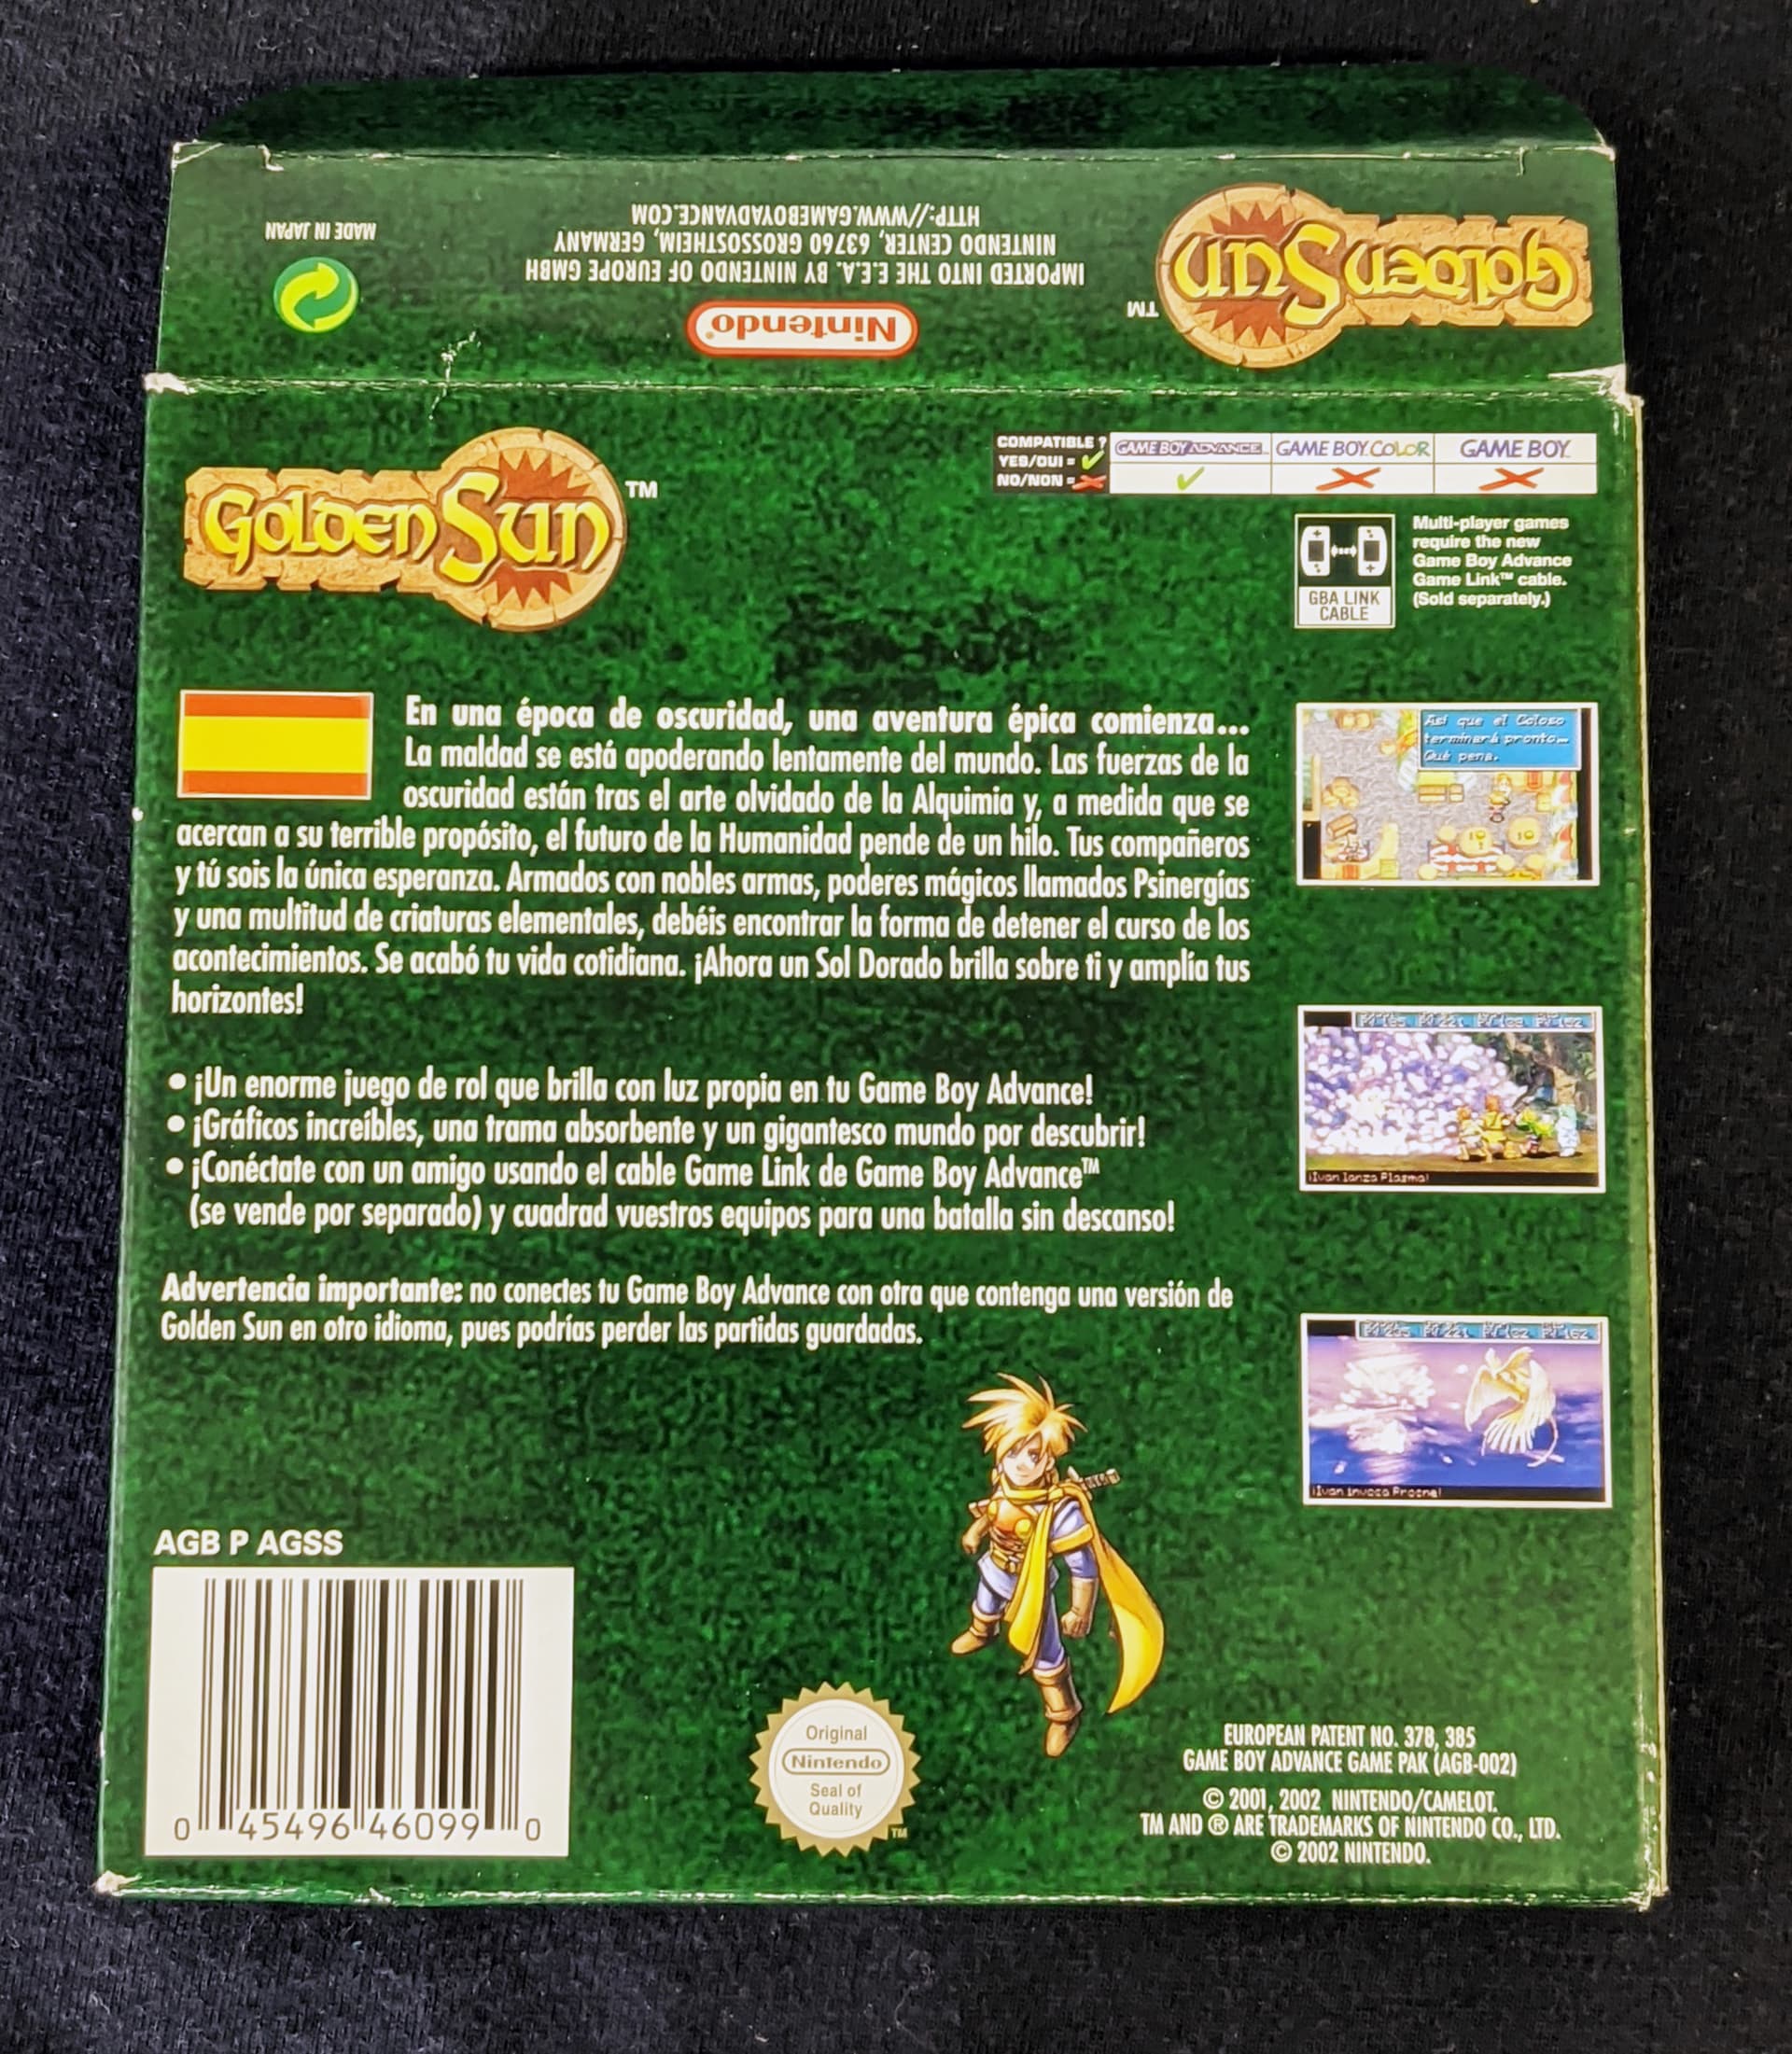 MADE IN JAPAN
HTTP://WWW.GAMEBOYADVANCE.COM
NINTENDO CENTER, 63760 GROSSOSTHEIM, GERMANY
IMPORTED INTO THE E.E.A. BY NINTENDO OF EUROPE GMBH
Nintendo®
GOLDEN SUN TM
GOLDEN SUN TM
COMPATIBLE ? GAME BOY ADVANCE GAME BOY COLOR GAME BOY
YES/OUI = ✓
NO/NON = ✗
Multi-player games
require the new
Game Boy Advance
Game Link™ cable.
(Sold separately.)
GBA LINK
CABLE
En una época de oscuridad, una aventura épica comienza...
La maldad se está apoderando lentamente del mundo. Las fuerzas de la
oscuridad están tras el arte olvidado de la Alquimia y, a medida que se
acercan a su terrible propósito, el futuro de la Humanidad pende de un hilo. Tus compañeros
y tú sois la única esperanza. Armados con nobles armas, poderes mágicos llamados Psinergías
y una multitud de criaturas elementales, debéis encontrar la forma de detener el curso de los
acontecimientos. Se acabó tu vida cotidiana. ¡Ahora un Sol Dorado brilla sobre ti y amplía tus
horizontes!
Así que el Coloso
terminará pronto...
Qué pena.
• ¡Un enorme juego de rol que brilla con luz propia en tu Game Boy Advance!
• ¡Gráficos increíbles, una trama absorbente y un gigantesco mundo por descubrir!
• ¡Conéctate con un amigo usando el cable Game Link de Game Boy Advance™
(se vende por separado) y cuadrad vuestros equipos para una batalla sin descanso!
¡Ivan lanza Plasma!
Advertencia importante: no conectes tu Game Boy Advance con otra que contenga una versión de
Golden Sun en otro idioma, pues podrías perder las partidas guardadas.
¡Ivan invoca Procne!
AGB P AGSS
0 45496 46099 0
Original
Nintendo
Seal of
Quality
TM
EUROPEAN PATENT NO. 378, 385
GAME BOY ADVANCE GAME PAK (AGB-002)
© 2001, 2002 NINTENDO/CAMELOT.
TM AND ® ARE TRADEMARKS OF NINTENDO CO., LTD.
© 2002 NINTENDO.